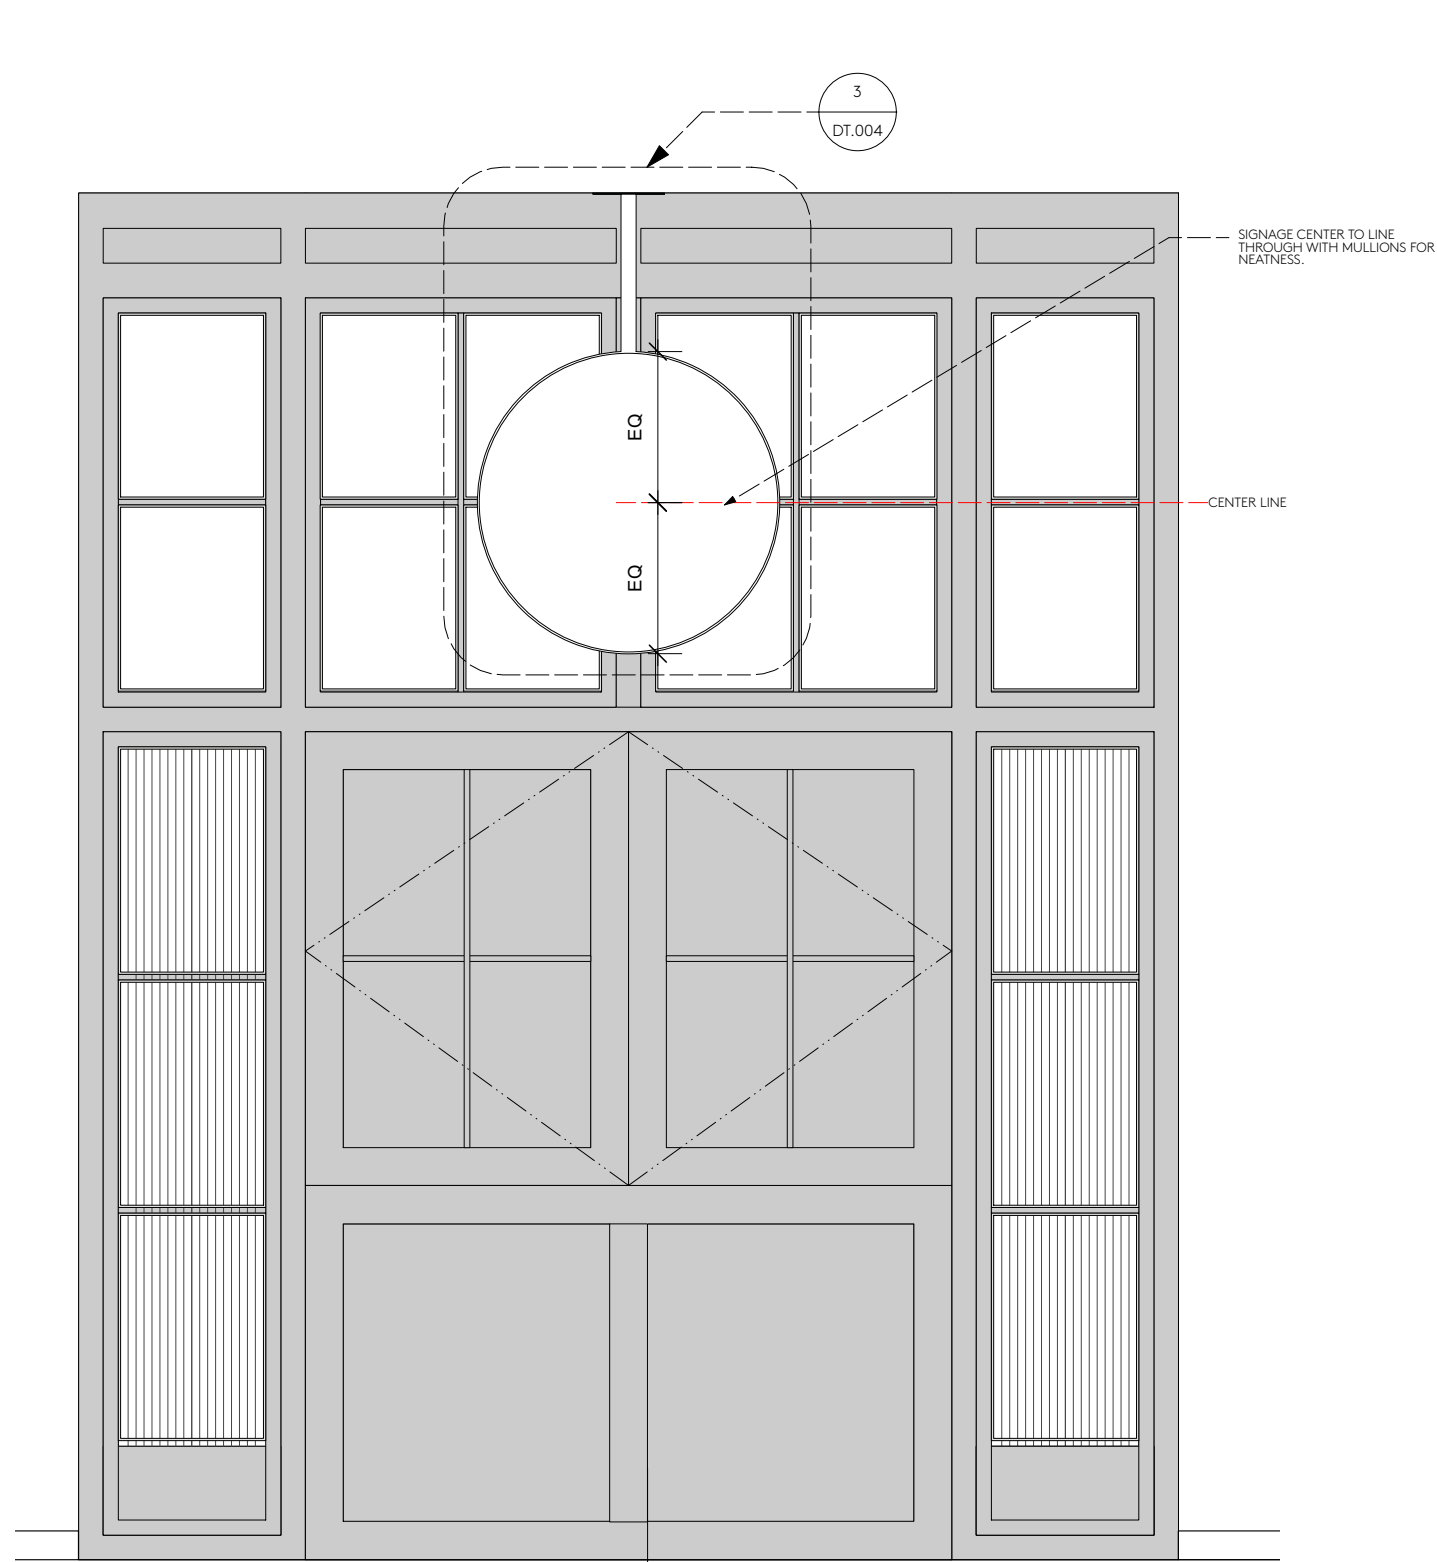 3
DT.004
SIGNAGE CENTER TO LINE
THROUGH WITH MULLIONS FOR
NEATNESS.
EQ
CENTER LINE
EQ